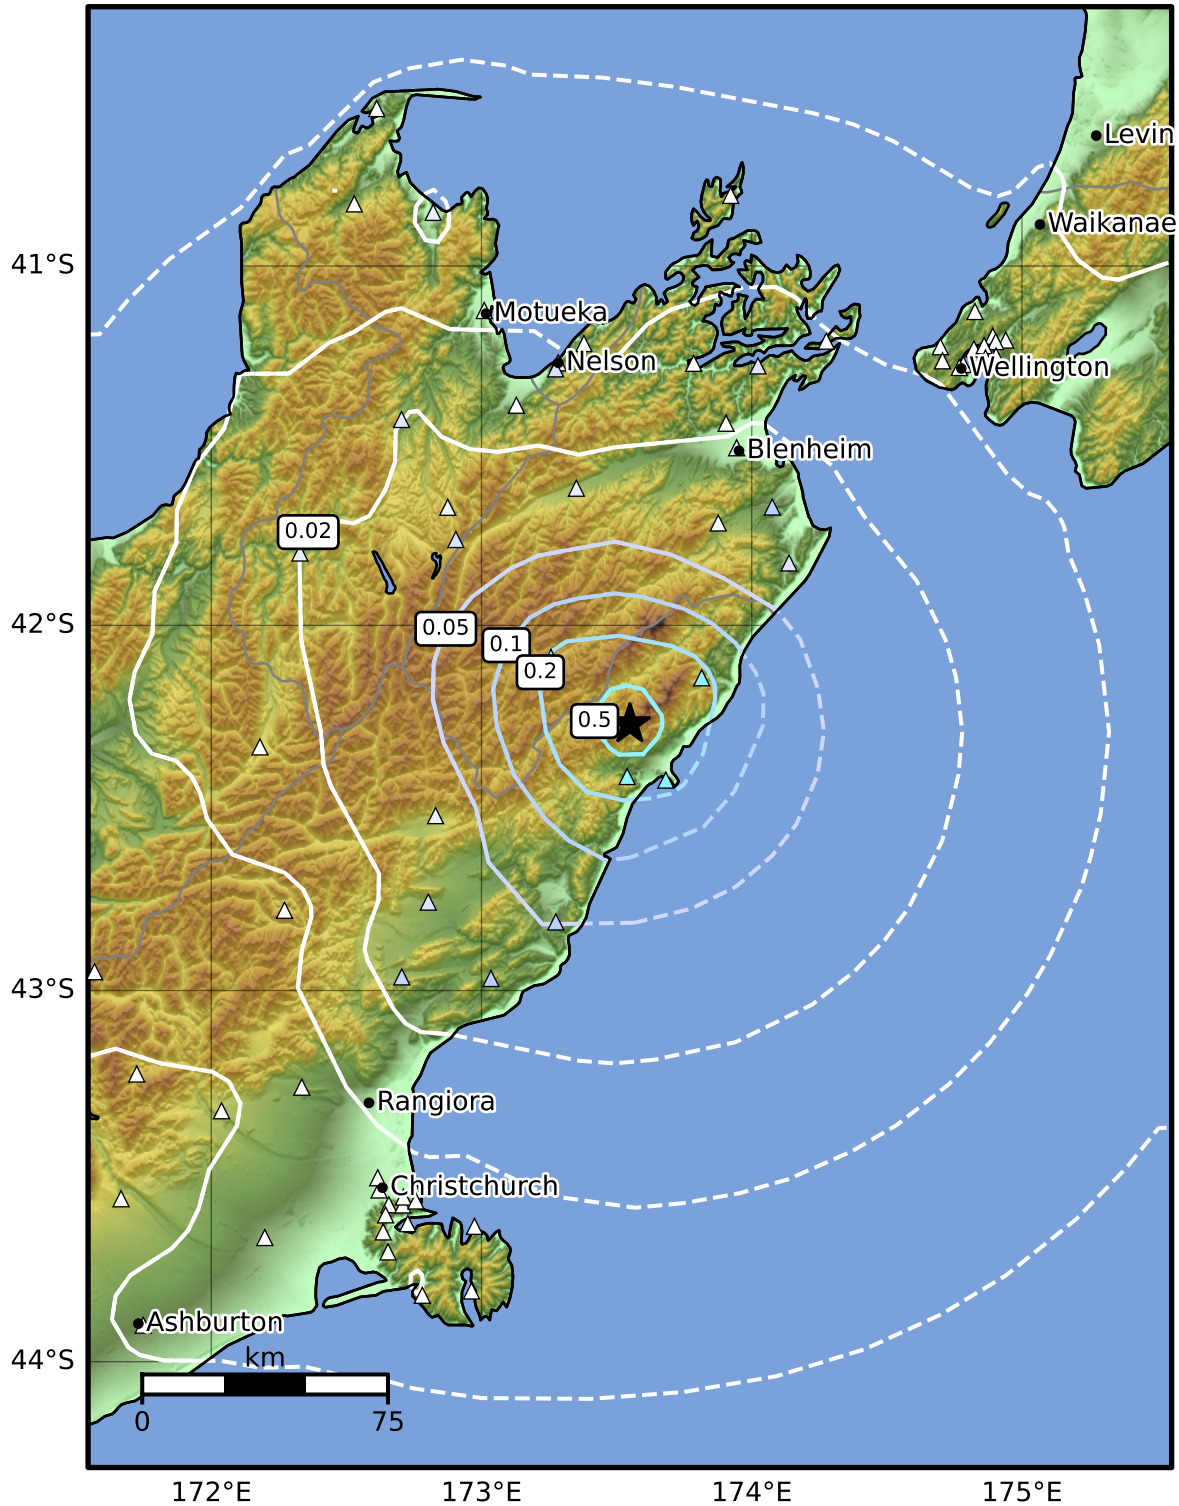 Levin
Waikanae
41°S
Motueka
Nelson
Wellington
Blenheim
0.02
42°S
0.05
0.1
0.2
0.5
43°S
Rangiora
Christchurch
Ashburton
km
44°S
0 75
172°E 173°E 174°E 175°E